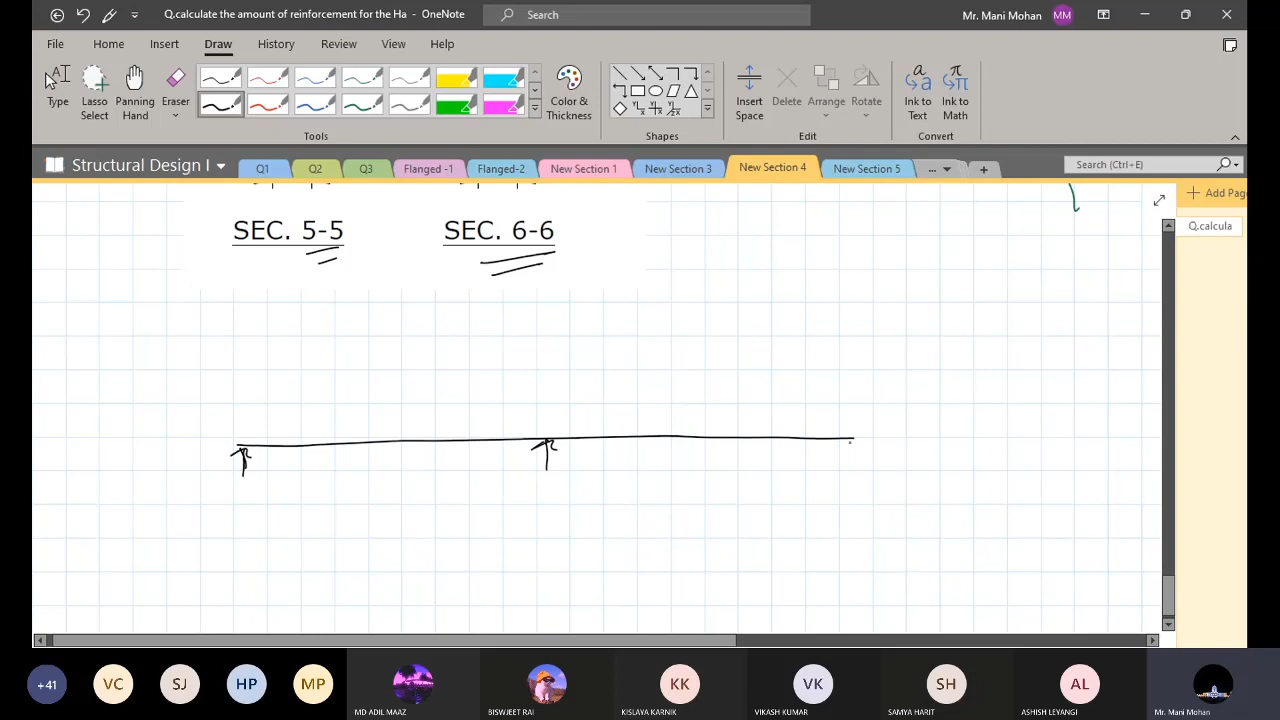 Q.calculate the amount of reinforcement for the Ha - OneNote
Search
Mr. Mani Mohan
MM
File
Home
Insert
Draw
History
Review
View
Help
Type
Lasso Select
Panning Hand
Eraser
Color & Thickness
Insert Space
Delete
Arrange
Rotate
Ink to Text
Ink to Math
Tools
Shapes
Edit
Convert
Structural Design I
Q1
Q2
Q3
Flanged -1
Flanged-2
New Section 1
New Section 3
New Section 4
New Section 5
...
Search (Ctrl+E)
Add Page
Q.calcula
SEC. 5-5
SEC. 6-6
+41
VC
SJ
HP
MP
KK
VK
SH
AL
MD ADIL MAAZ
BISWJEET RAI
KISLAYA KARNIK
VIKASH KUMAR
SAMYA HARIT
ASHISH LEYANGI
Mr. Mani Mohan